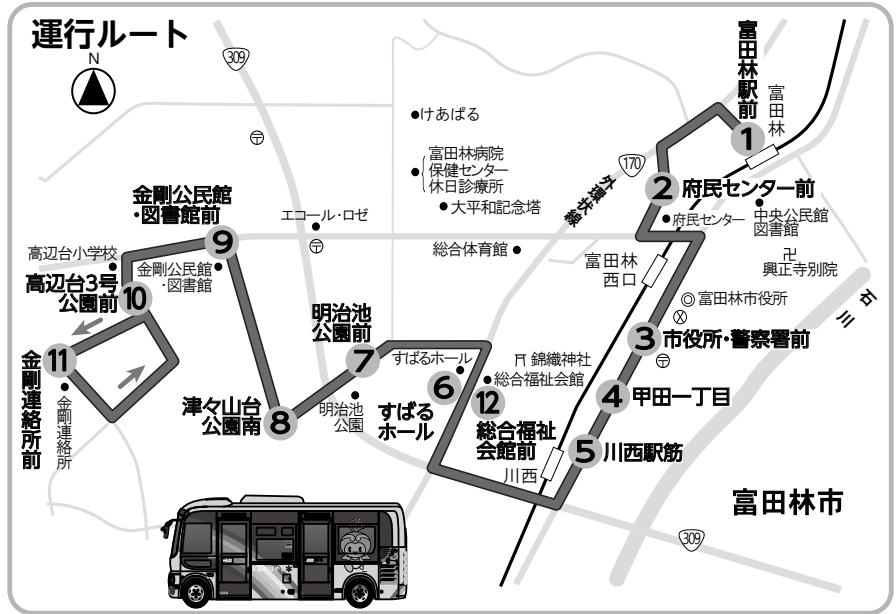 運行ルート
N
309
〒
けあぱる
富田林病院
保健センター
休日診療所
大平和記念塔
外環状線
170
富田林駅前
富田林
1
2
府民センター前
府民センター
中央公民館
図書館
卍
興正寺別院
石川
金剛公民館
・図書館前
9
エコール・ロゼ
〒
総合体育館
富田林
西口
富田林市役所
高辺台小学校
金剛公民館
・図書館
高辺台3号
公園前
10
明治池
公園前
7
すばるホール
錦織神社
総合福祉会館
3
市役所・警察署前
〒
11
金剛連絡所前
金剛連絡所
津々山台
公園南
8
明治池
公園
6
すばる
ホール
12
総合福祉
会館前
4
甲田一丁目
5
川西駅筋
川西
富田林市
309